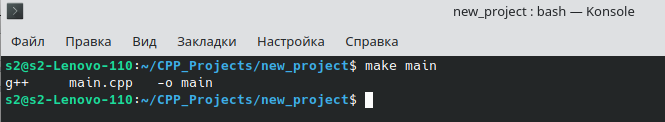 new_project : bash — Konsole
Файл Правка Вид Закладки Настройка Справка
s2@s2-Lenovo-110:~/CPP_Projects/new_project$ make main
g++     main.cpp   -o main
s2@s2-Lenovo-110:~/CPP_Projects/new_project$